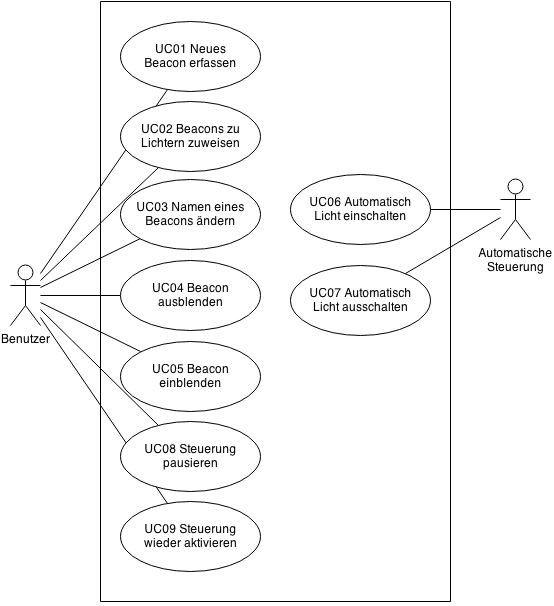 UC01 Neues
Beacon erfassen
UC02 Beacons zu
Lichtern zuweisen
UC03 Namen eines
Beacons ändern
UC04 Beacon
ausblenden
UC05 Beacon
einblenden
UC08 Steuerung
pausieren
UC09 Steuerung
wieder aktivieren
UC06 Automatisch
Licht einschalten
UC07 Automatisch
Licht ausschalten
Benutzer
Automatische
Steuerung